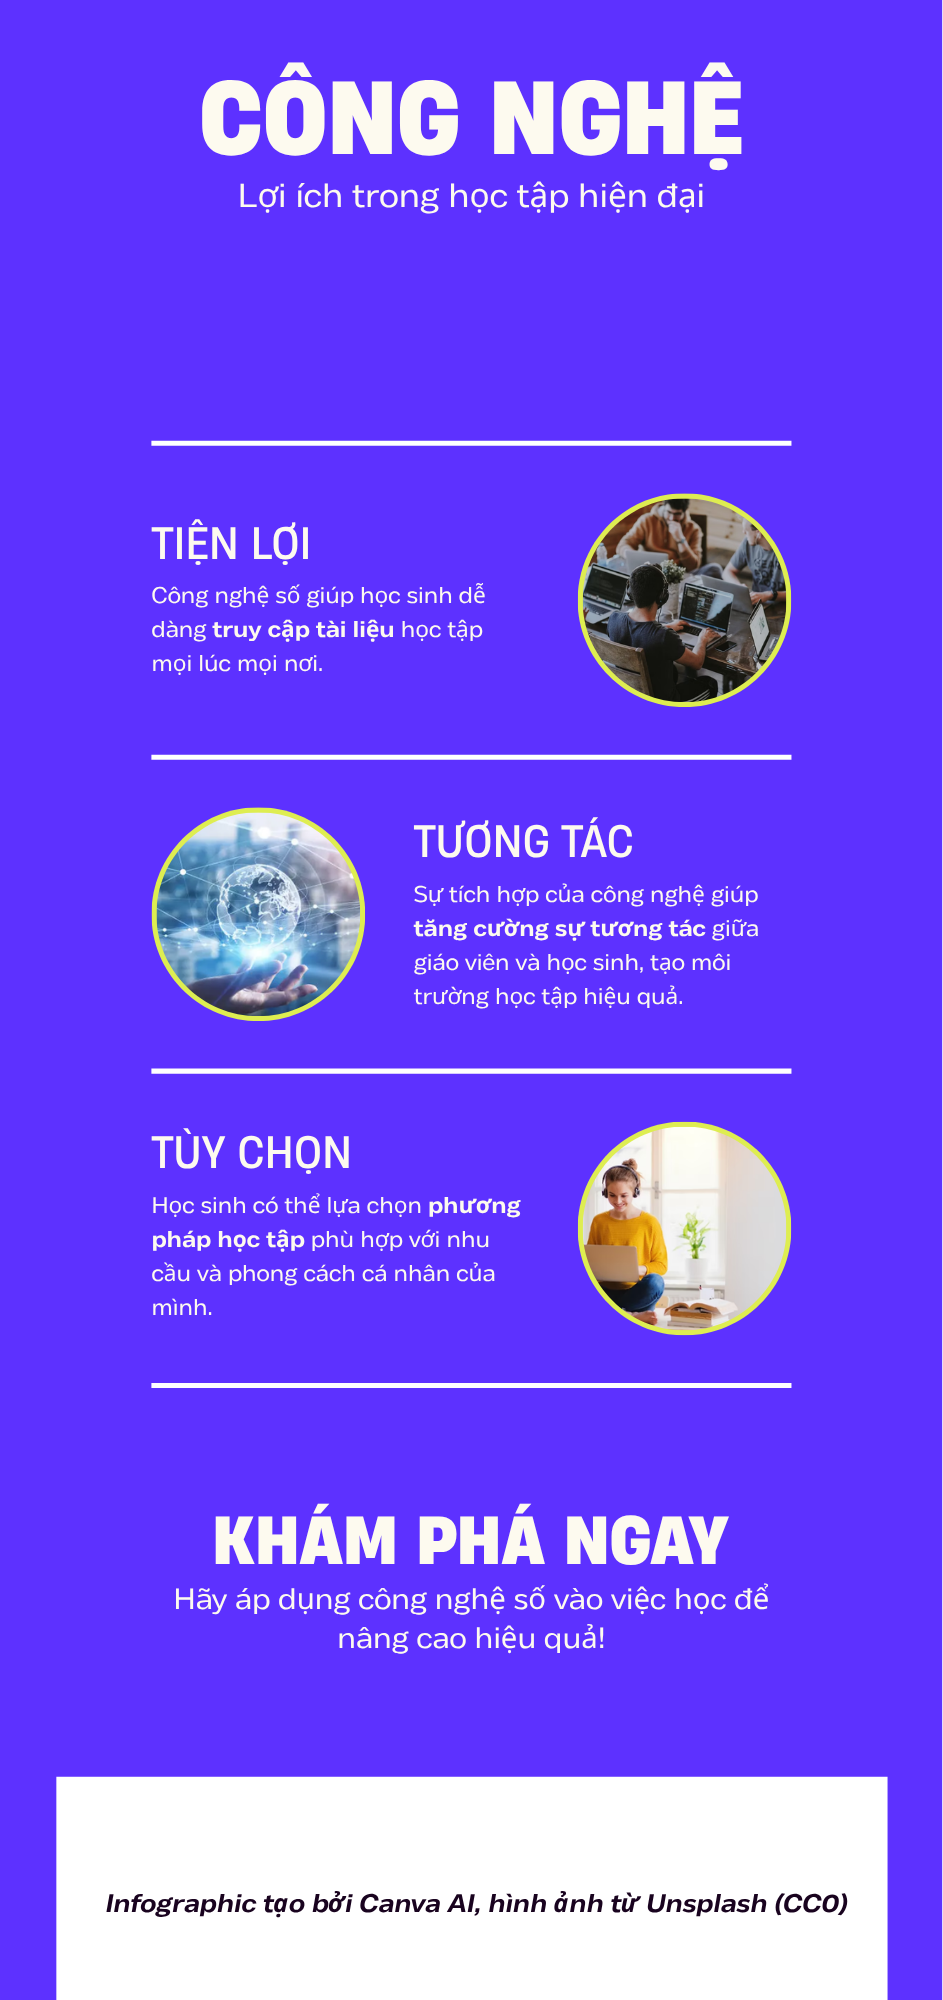 CÔNG NGHỆ
Lợi ích trong học tập hiện đại
TIỆN LỢI
Công nghệ số giúp học sinh dễ
dàng truy cập tài liệu học tập
mọi lúc mọi nơi.
TƯƠNG TÁC
Sự tích hợp của công nghệ giúp
tăng cường sự tương tác giữa
giáo viên và học sinh, tạo môi
trường học tập hiệu quả.
TÙY CHỌN
Học sinh có thể lựa chọn phương
pháp học tập phù hợp với nhu
cầu và phong cách cá nhân của
mình.
KHÁM PHÁ NGAY
Hãy áp dụng công nghệ số vào việc học để
nâng cao hiệu quả!
Infographic tạo bởi Canva AI, hình ảnh từ Unsplash (CC0)